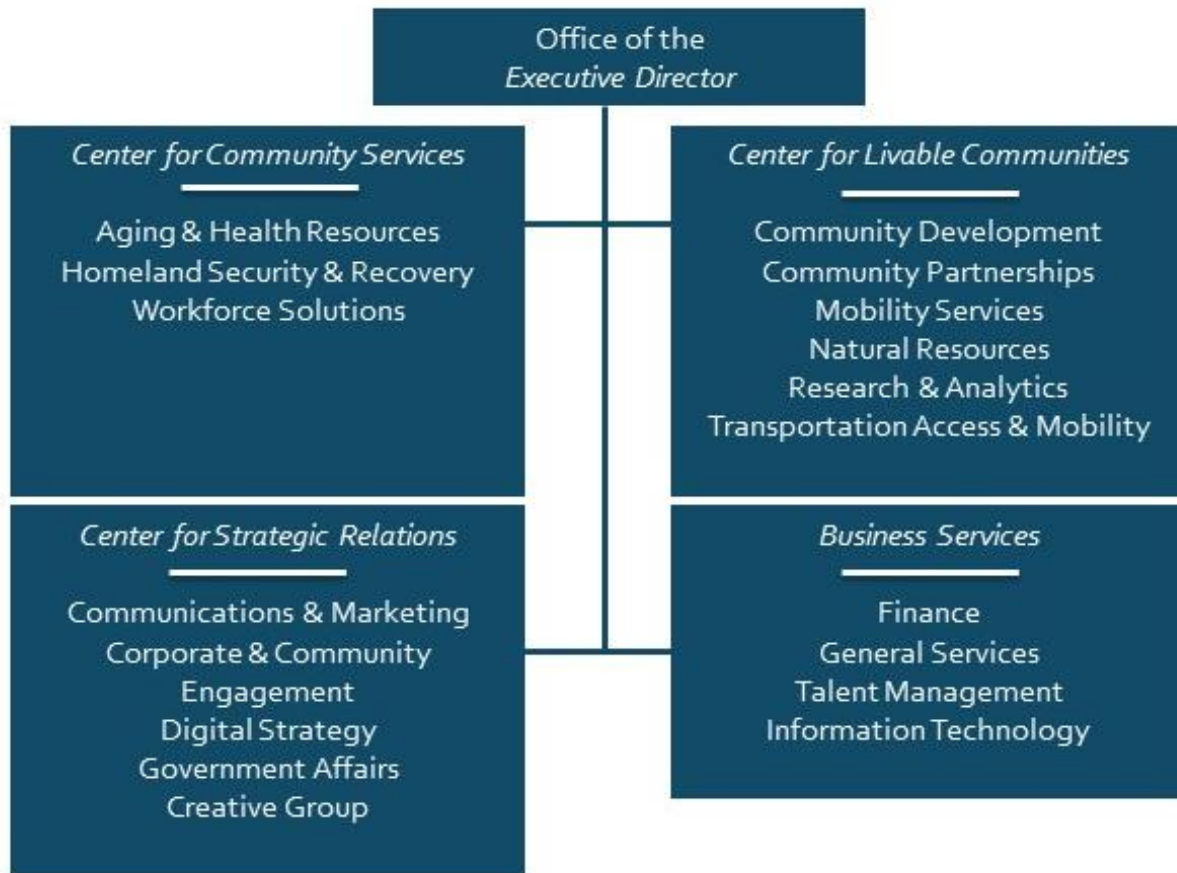 Office of the
Executive Director
Center for Community Services
Aging & Health Resources
Homeland Security & Recovery
Workforce Solutions
Center for Livable Communities
Community Development
Community Partnerships
Mobility Services
Natural Resources
Research & Analytics
Transportation Access & Mobility
Center for Strategic Relations
Communications & Marketing
Corporate & Community
Engagement
Digital Strategy
Government Affairs
Creative Group
Business Services
Finance
General Services
Talent Management
Information Technology